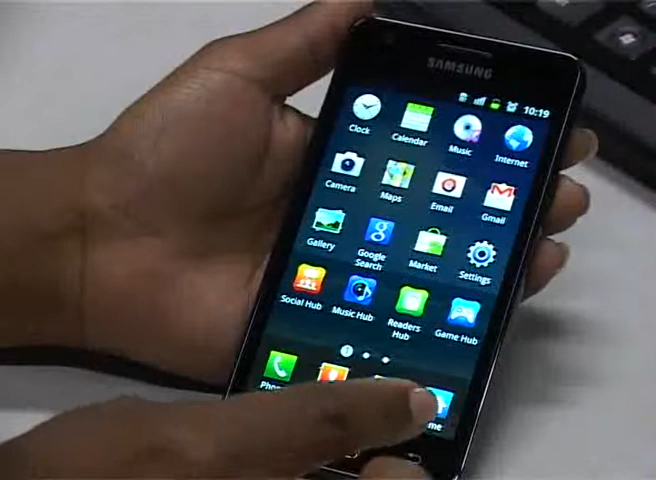 SAMSUNG
10:19
Clock Calendar Music Internet
Camera Maps Email Gmail
Gallery Google Search Market Settings
Social Hub Music Hub Readers Hub Game Hub